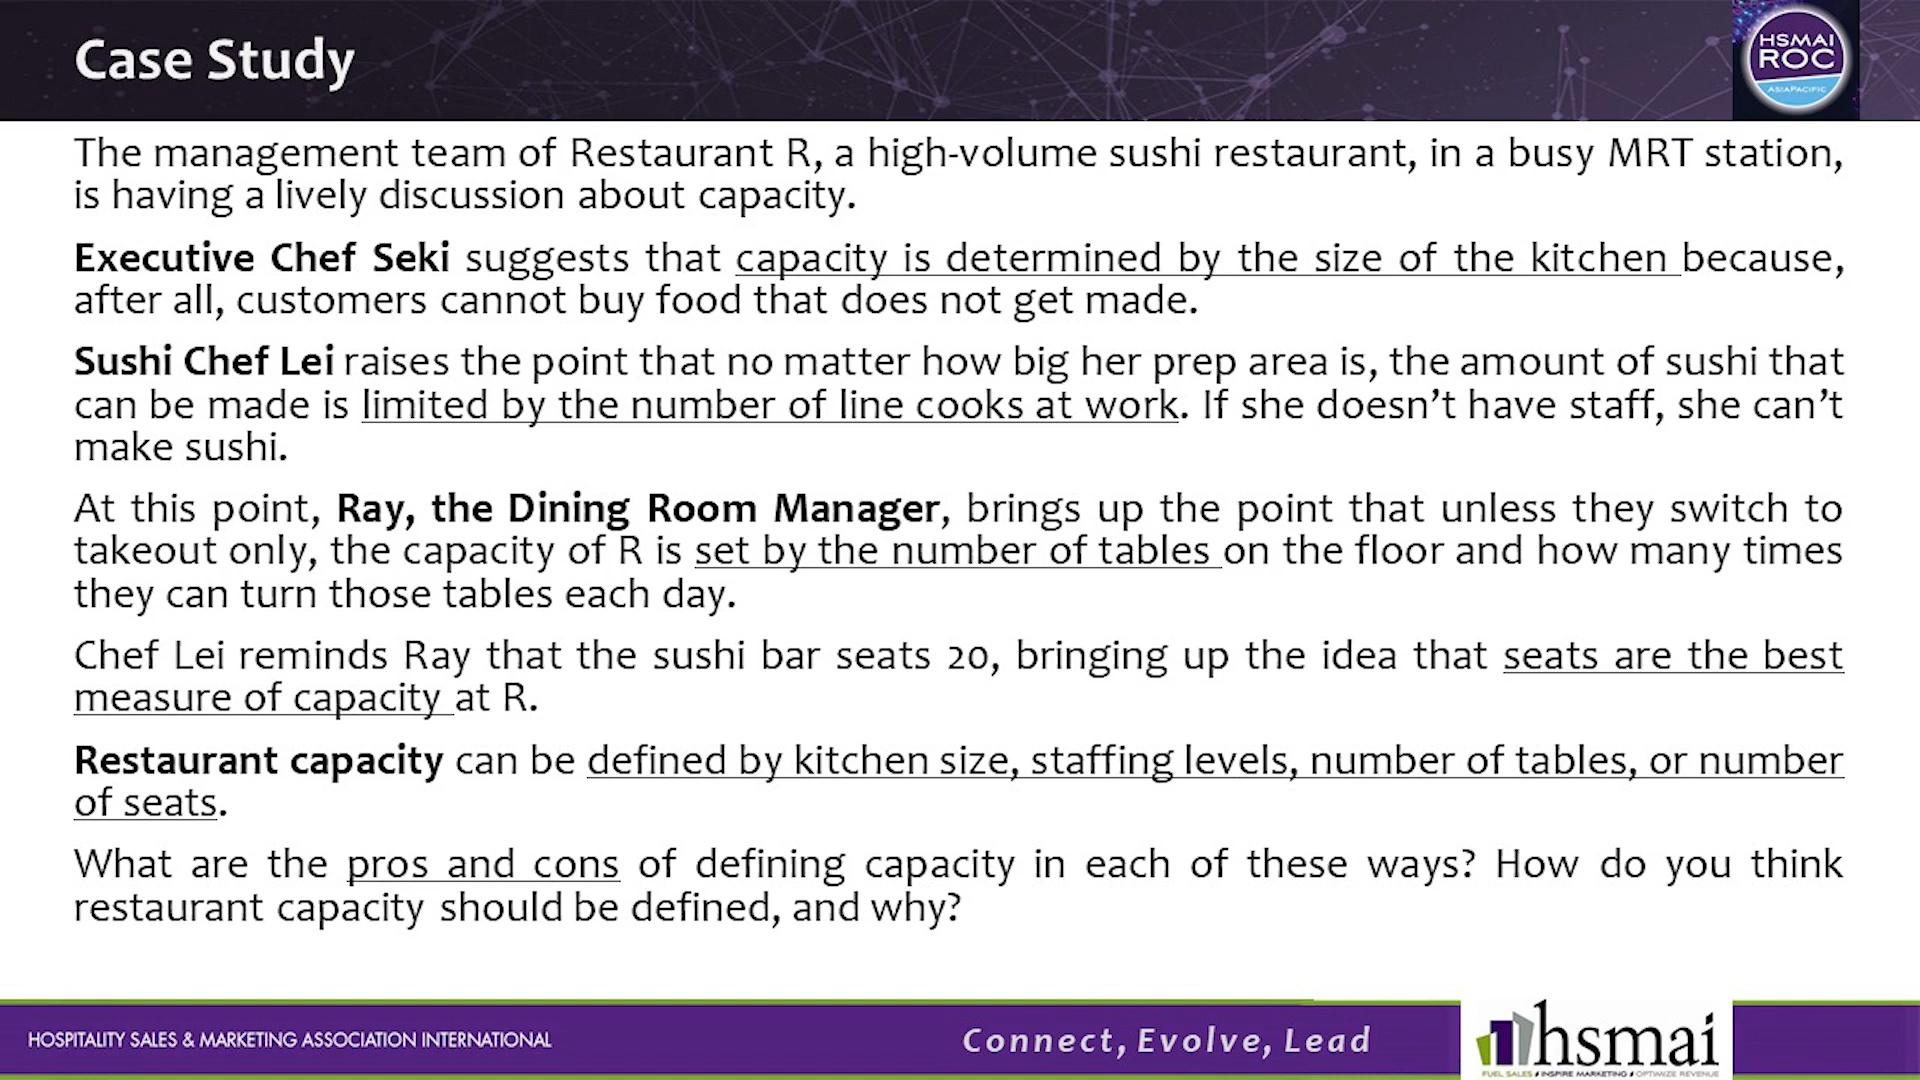 Case Study
HSMAI
ROC
ASIAPACIFIC
The management team of Restaurant R, a high-volume sushi restaurant, in a busy MRT station,
is having a lively discussion about capacity.
Executive Chef Seki suggests that capacity is determined by the size of the kitchen because,
after all, customers cannot buy food that does not get made.
Sushi Chef Lei raises the point that no matter how big her prep area is, the amount of sushi that
can be made is limited by the number of line cooks at work. If she doesn’t have staff, she can’t
make sushi.
At this point, Ray, the Dining Room Manager, brings up the point that unless they switch to
takeout only, the capacity of R is set by the number of tables on the floor and how many times
they can turn those tables each day.
Chef Lei reminds Ray that the sushi bar seats 20, bringing up the idea that seats are the best
measure of capacity at R.
Restaurant capacity can be defined by kitchen size, staffing levels, number of tables, or number
of seats.
What are the pros and cons of defining capacity in each of these ways? How do you think
restaurant capacity should be defined, and why?
HOSPITALITY SALES & MARKETING ASSOCIATION INTERNATIONAL
Connect, Evolve, Lead
hsmai
FUEL SALES / INSPIRE MARKETING / OPTIMIZE REVENUE